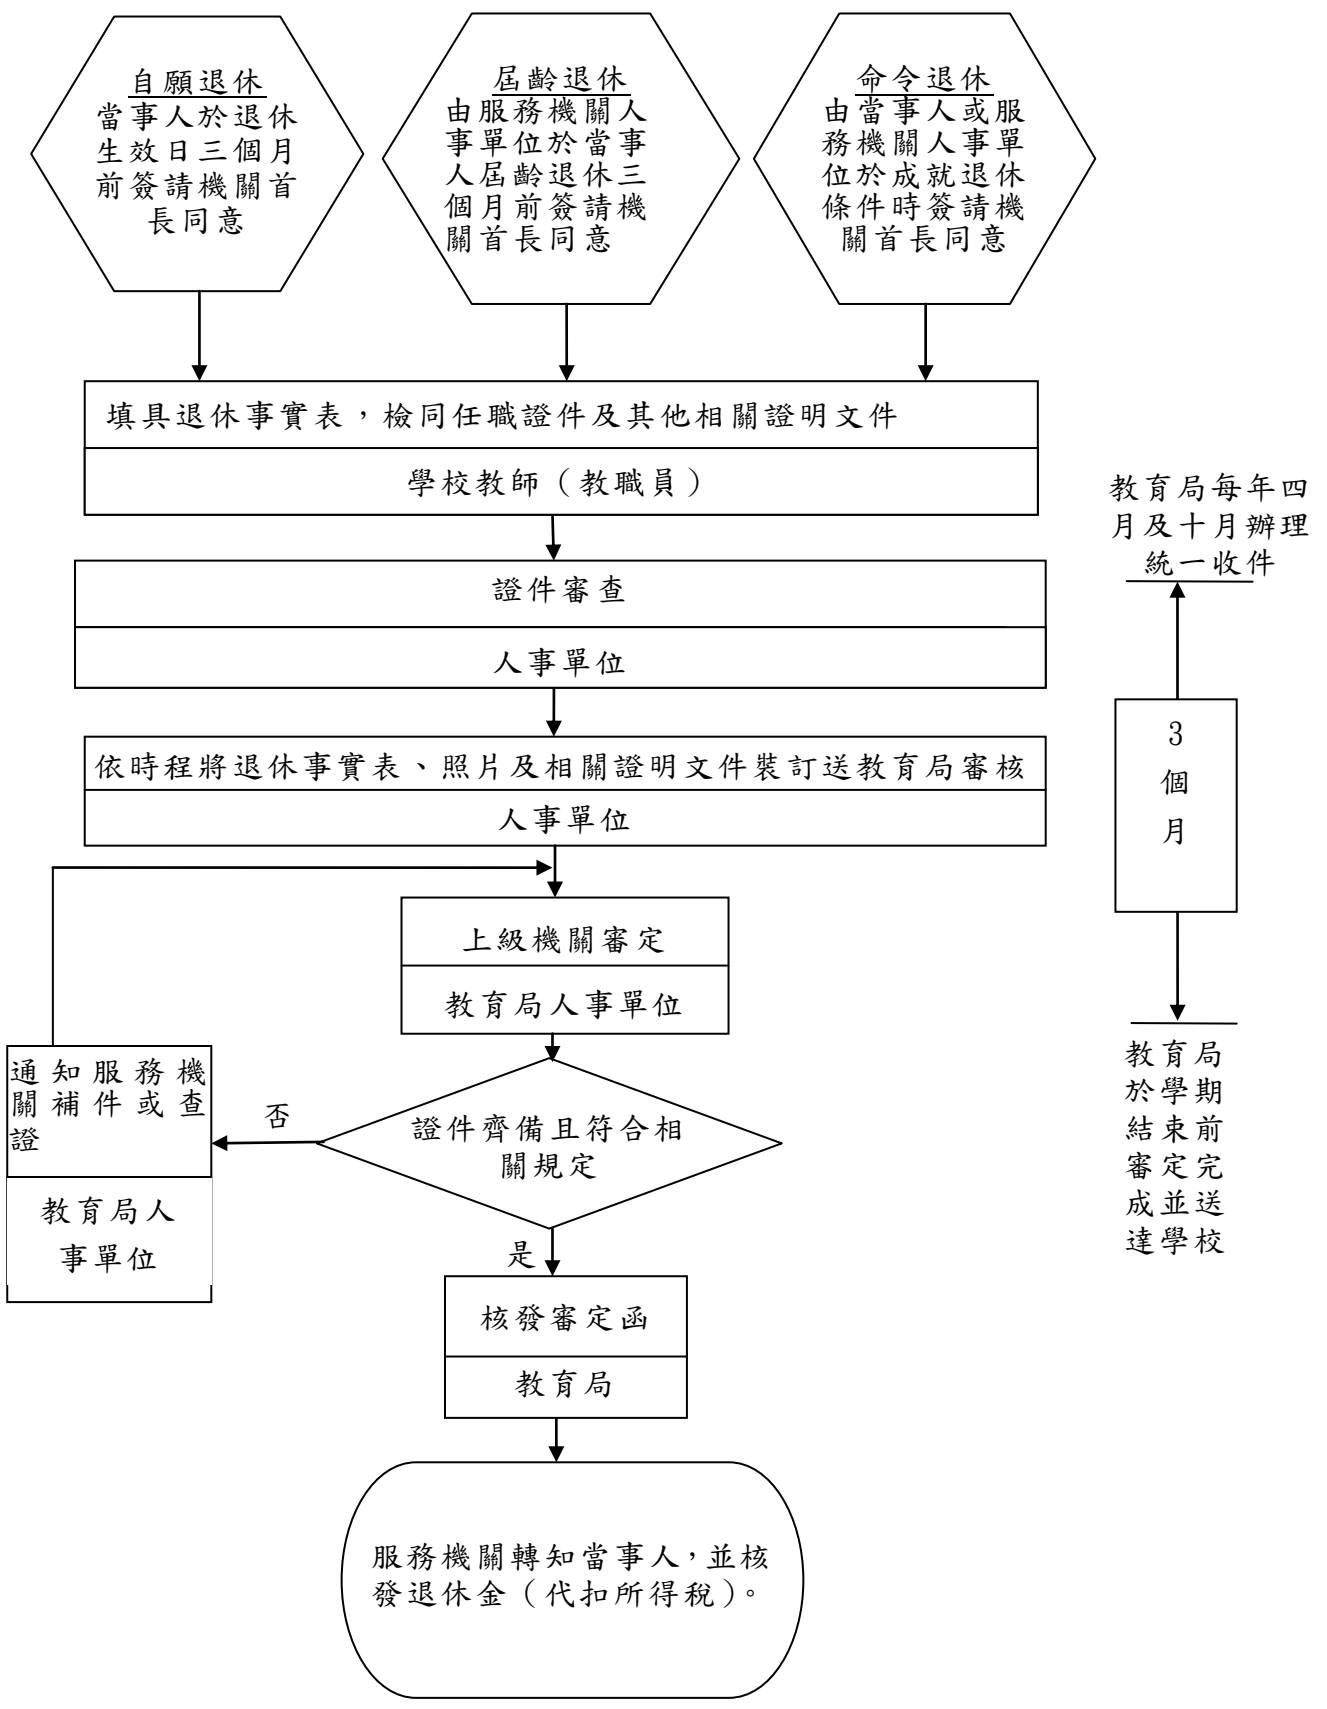 自願退休
當事人於退休
生效日三個月
前簽請機關首
長同意
屆齡退休
由服務機關人
事單位於當事
人屆齡退休三
個月前簽請機
關首長同意
命令退休
由當事人或服
務機關人事單
位於成就退休
條件時簽請機
關首長同意
填具退休事實表，檢同任職證件及其他相關證明文件
學校教師（教職員）
證件審查
人事單位
依時程將退休事實表、照片及相關證明文件裝訂送教育局審核
人事單位
上級機關審定
教育局人事單位
證件齊備且符合相
關規定
否
通知服務機
關補件或查
證
教育局人
事單位
是
核發審定函
教育局
服務機關轉知當事人，並核
發退休金（代扣所得稅）。
教育局每年四
月及十月辦理
統一收件
3
個
月
教育局
於學期
結束前
審定完
成並送
達學校